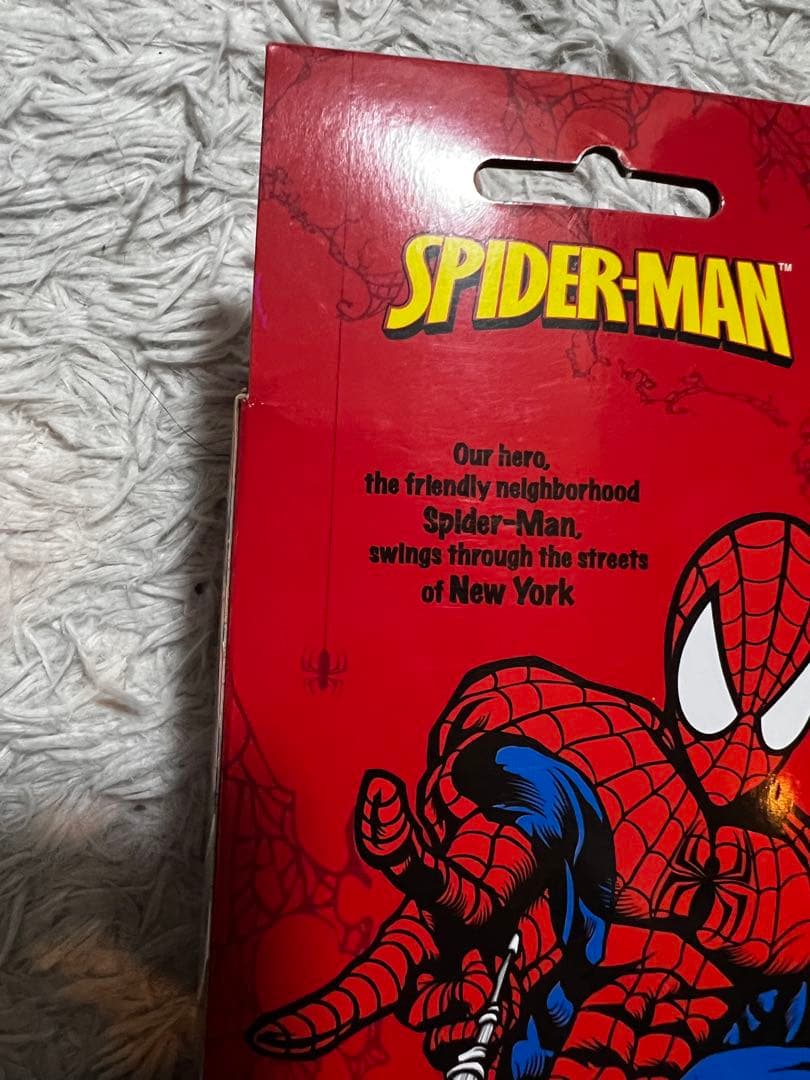 SPIDER-MAN™
Our hero,
the friendly neighborhood
Spider-Man,
swings through the streets
of New York